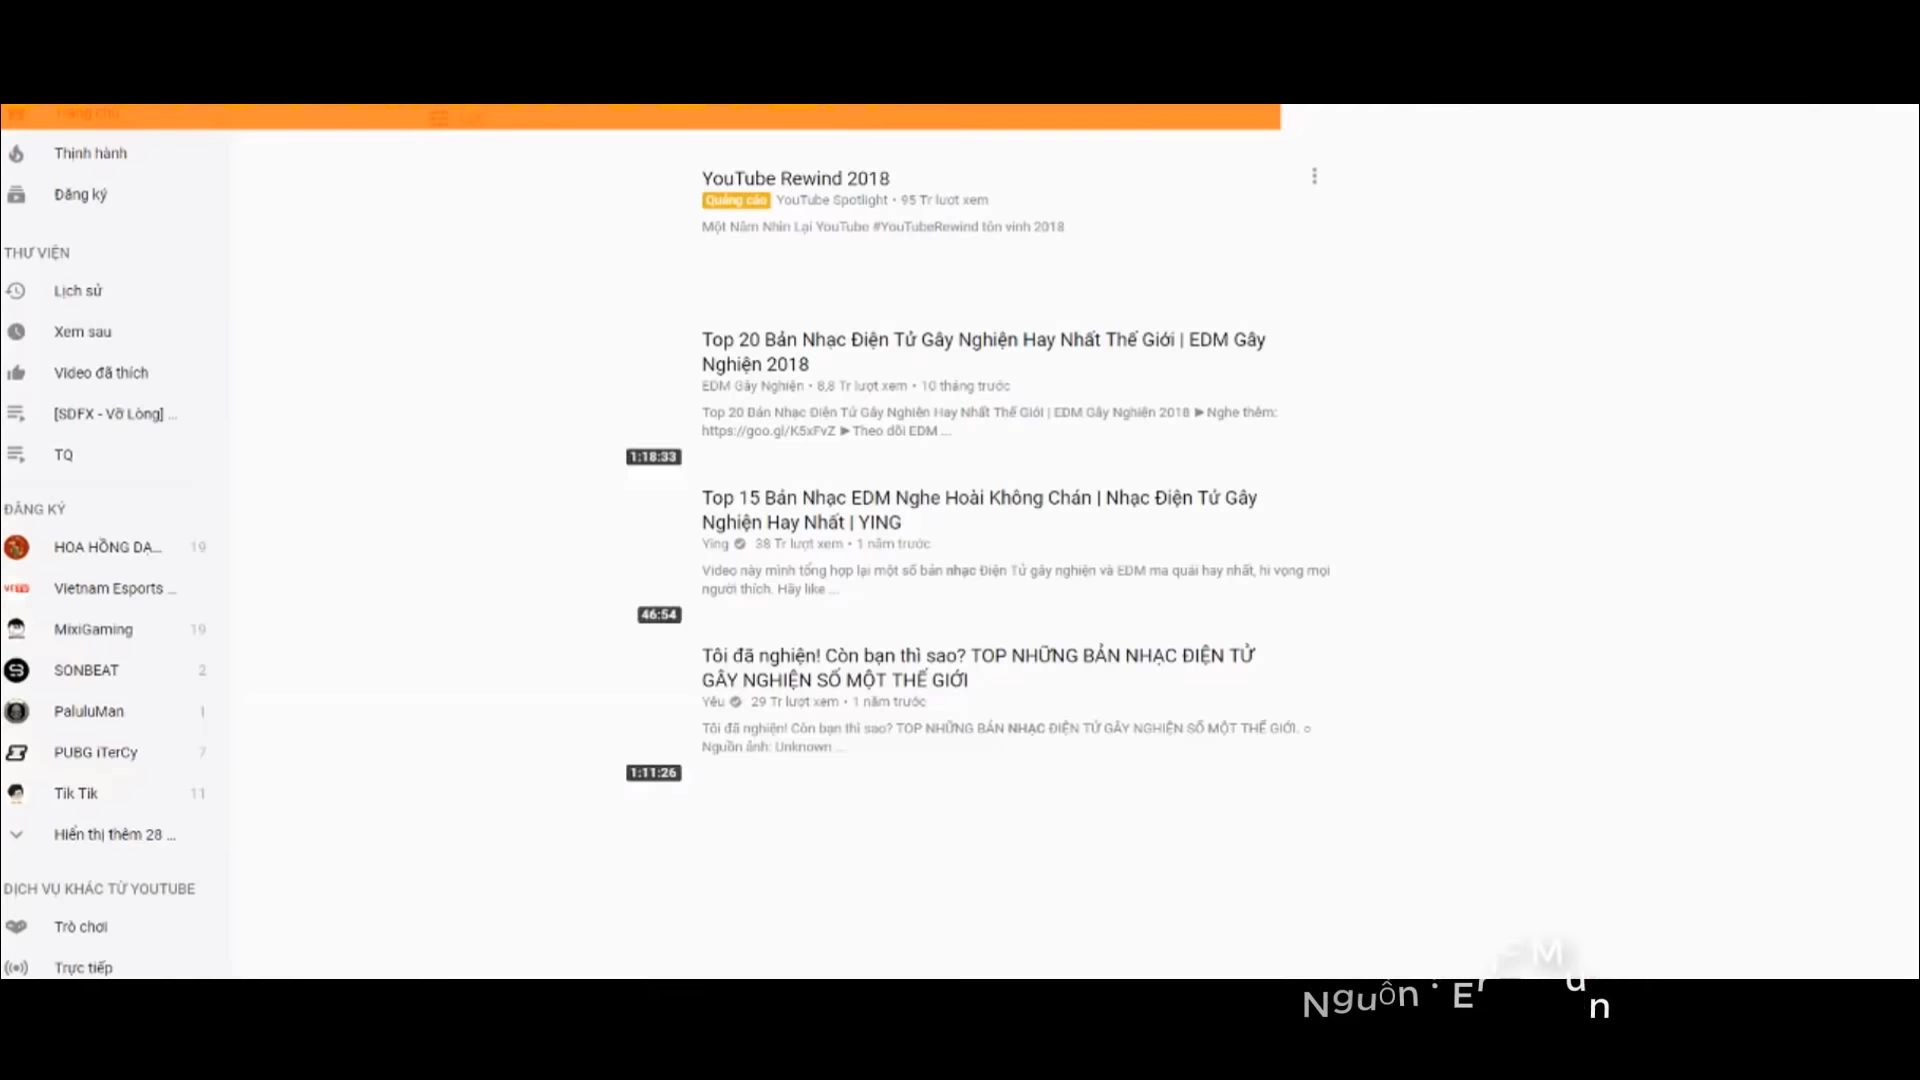 Trang chủ
Thịnh hành
Đăng ký
THƯ VIỆN
Lịch sử
Xem sau
Video đã thích
[SDFX - Vỡ Lòng] ...
TQ
ĐĂNG KÝ
HOA HỒNG DẠ... 19
Vietnam Esports ...
MixiGaming 19
SONBEAT 2
PaluluMan 1
PUBG iTerCy 7
Tik Tik 11
Hiển thị thêm 28 ...
DỊCH VỤ KHÁC TỪ YOUTUBE
Trò chơi
Trực tiếp
YouTube Rewind 2018
Quảng cáo YouTube Spotlight • 95 Tr lượt xem
Một Năm Nhìn Lại YouTube #YouTubeRewind tôn vinh 2018
Top 20 Bản Nhạc Điện Tử Gây Nghiện Hay Nhất Thế Giới | EDM Gây
Nghiện 2018
EDM Gây Nghiện • 8,8 Tr lượt xem • 10 tháng trước
Top 20 Bản Nhạc Điện Tử Gây Nghiện Hay Nhất Thế Giới | EDM Gây Nghiện 2018 ►Nghe thêm:
https://goo.gl/K5xFvZ ►Theo dõi EDM ...
1:18:33
Top 15 Bản Nhạc EDM Nghe Hoài Không Chán | Nhạc Điện Tử Gây
Nghiện Hay Nhất | YING
Ying 38 Tr lượt xem • 1 năm trước
Video này mình tổng hợp lại một số bản nhạc Điện Tử gây nghiện và EDM ma quái hay nhất, hi vọng mọi
người thích. Hãy like ...
46:54
Tôi đã nghiện! Còn bạn thì sao? TOP NHỮNG BẢN NHẠC ĐIỆN TỬ
GÂY NGHIỆN SỐ MỘT THẾ GIỚI
Yêu 29 Tr lượt xem • 1 năm trước
Tôi đã nghiện! Còn bạn thì sao? TOP NHỮNG BẢN NHẠC ĐIỆN TỬ GÂY NGHIỆN SỐ MỘT THẾ GIỚI. ○
Nguồn ảnh: Unknown ...
1:11:26
Nguồn :